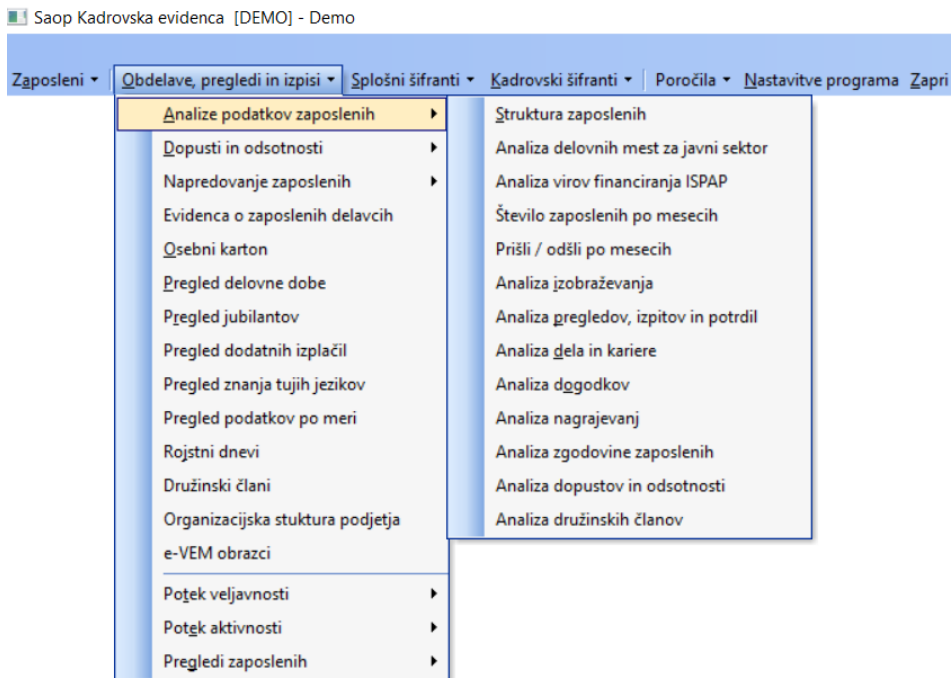 Saop Kadrovska evidenca [DEMO] - Demo
Zaposleni Obdelave, pregledi in izpisi Splošni šifranti Kadrovski šifranti Poročila Nastavitve programa Zapri
Analize podatkov zaposlenih
Dopusti in odsotnosti
Napredovanje zaposlenih
Evidenca o zaposlenih delavcih
Osebni karton
Pregled delovne dobe
Pregled jubilantov
Pregled dodatnih izplačil
Pregled znanja tujih jezikov
Pregled podatkov po meri
Rojstni dnevi
Družinski člani
Organizacijska stuktura podjetja
e-VEM obrazci
Potek veljavnosti
Potek aktivnosti
Pregledi zaposlenih
Struktura zaposlenih
Analiza delovnih mest za javni sektor
Analiza virov financiranja ISPAP
Število zaposlenih po mesecih
Prišli / odšli po mesecih
Analiza izobraževanja
Analiza pregledov, izpitov in potrdil
Analiza dela in kariere
Analiza dogodkov
Analiza nagrajevanj
Analiza zgodovine zaposlenih
Analiza dopustov in odsotnosti
Analiza družinskih članov